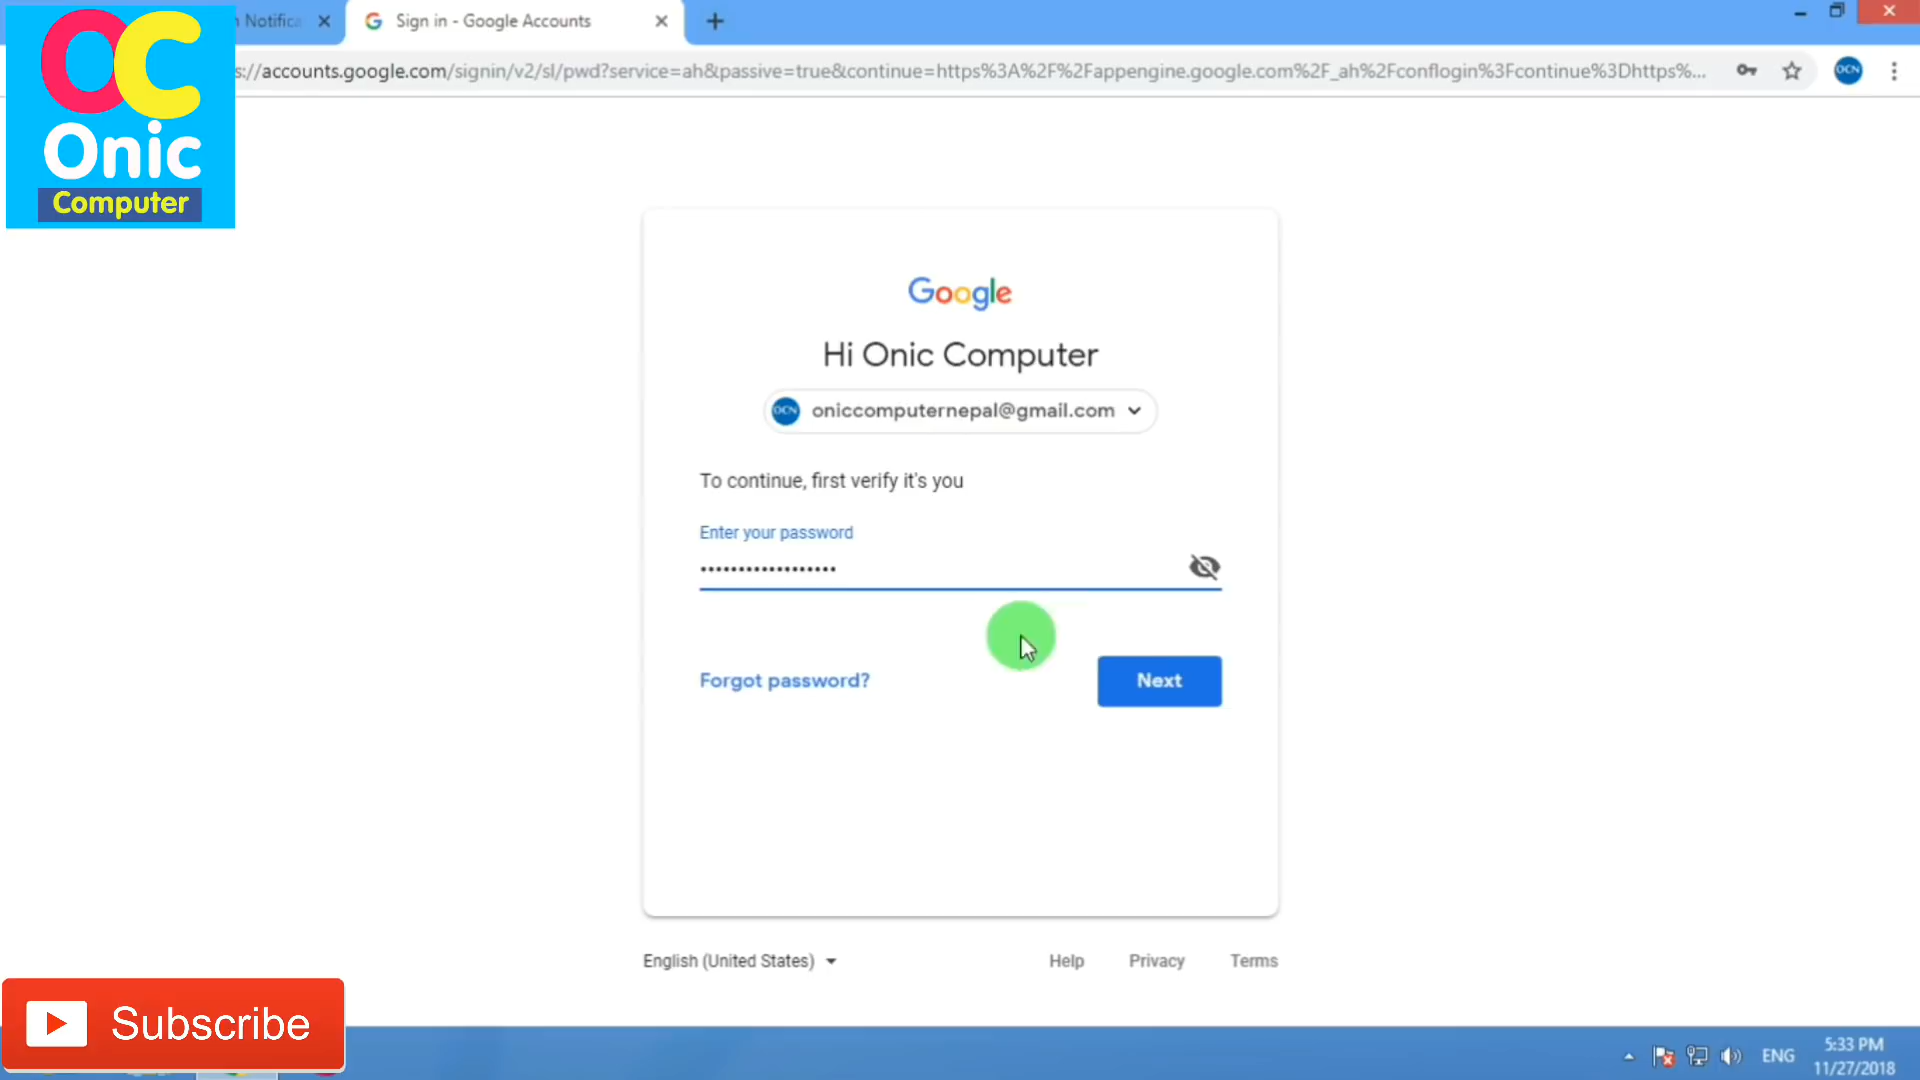 Notifica
Sign in - Google Accounts
s://accounts.google.com/signin/v2/sl/pwd?service=ah&passive=true&continue=https%3A%2F%2Fappengine.google.com%2F_ah%2Fconflogin%3Fcontinue%3Dhttps%...
OCN
OC
Onic
Computer
Google
Hi Onic Computer
OCN
oniccomputernepal@gmail.com
To continue, first verify it's you
Enter your password
••••••••••••••••••
Forgot password?
Next
English (United States)
Help
Privacy
Terms
Subscribe
ENG
5:33 PM
11/27/2018